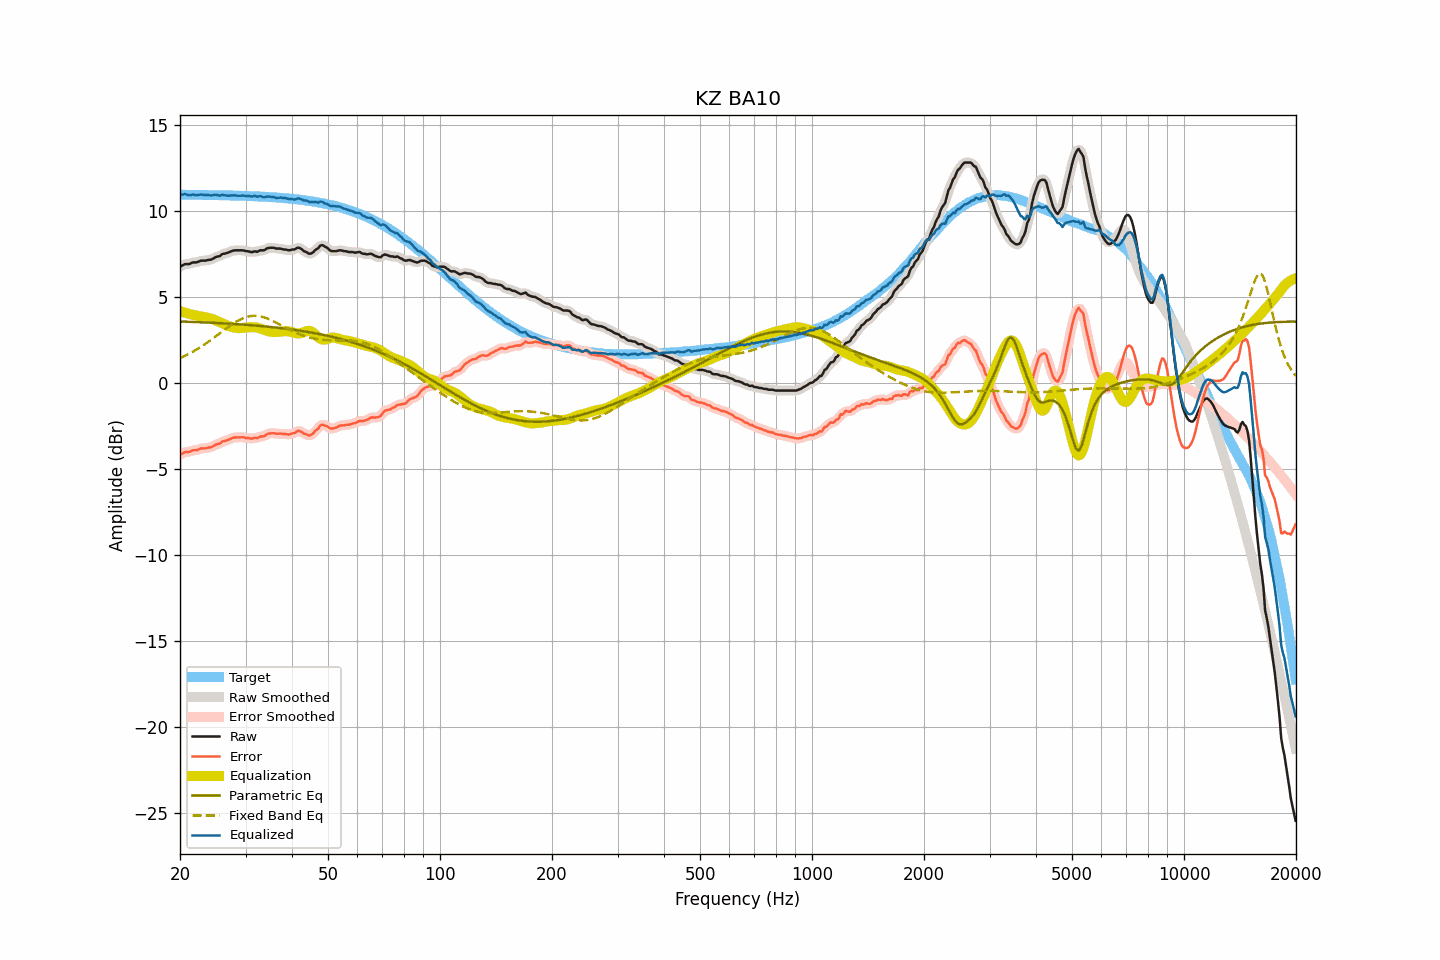 KZ BA10
15
10
5
0
−5
−10
−15
−20
−25
Amplitude (dBr)
Target
Raw Smoothed
Error Smoothed
Raw
Error
Equalization
Parametric Eq
Fixed Band Eq
Equalized
20 50 100 200 500 1000 2000 5000 10000 20000
Frequency (Hz)